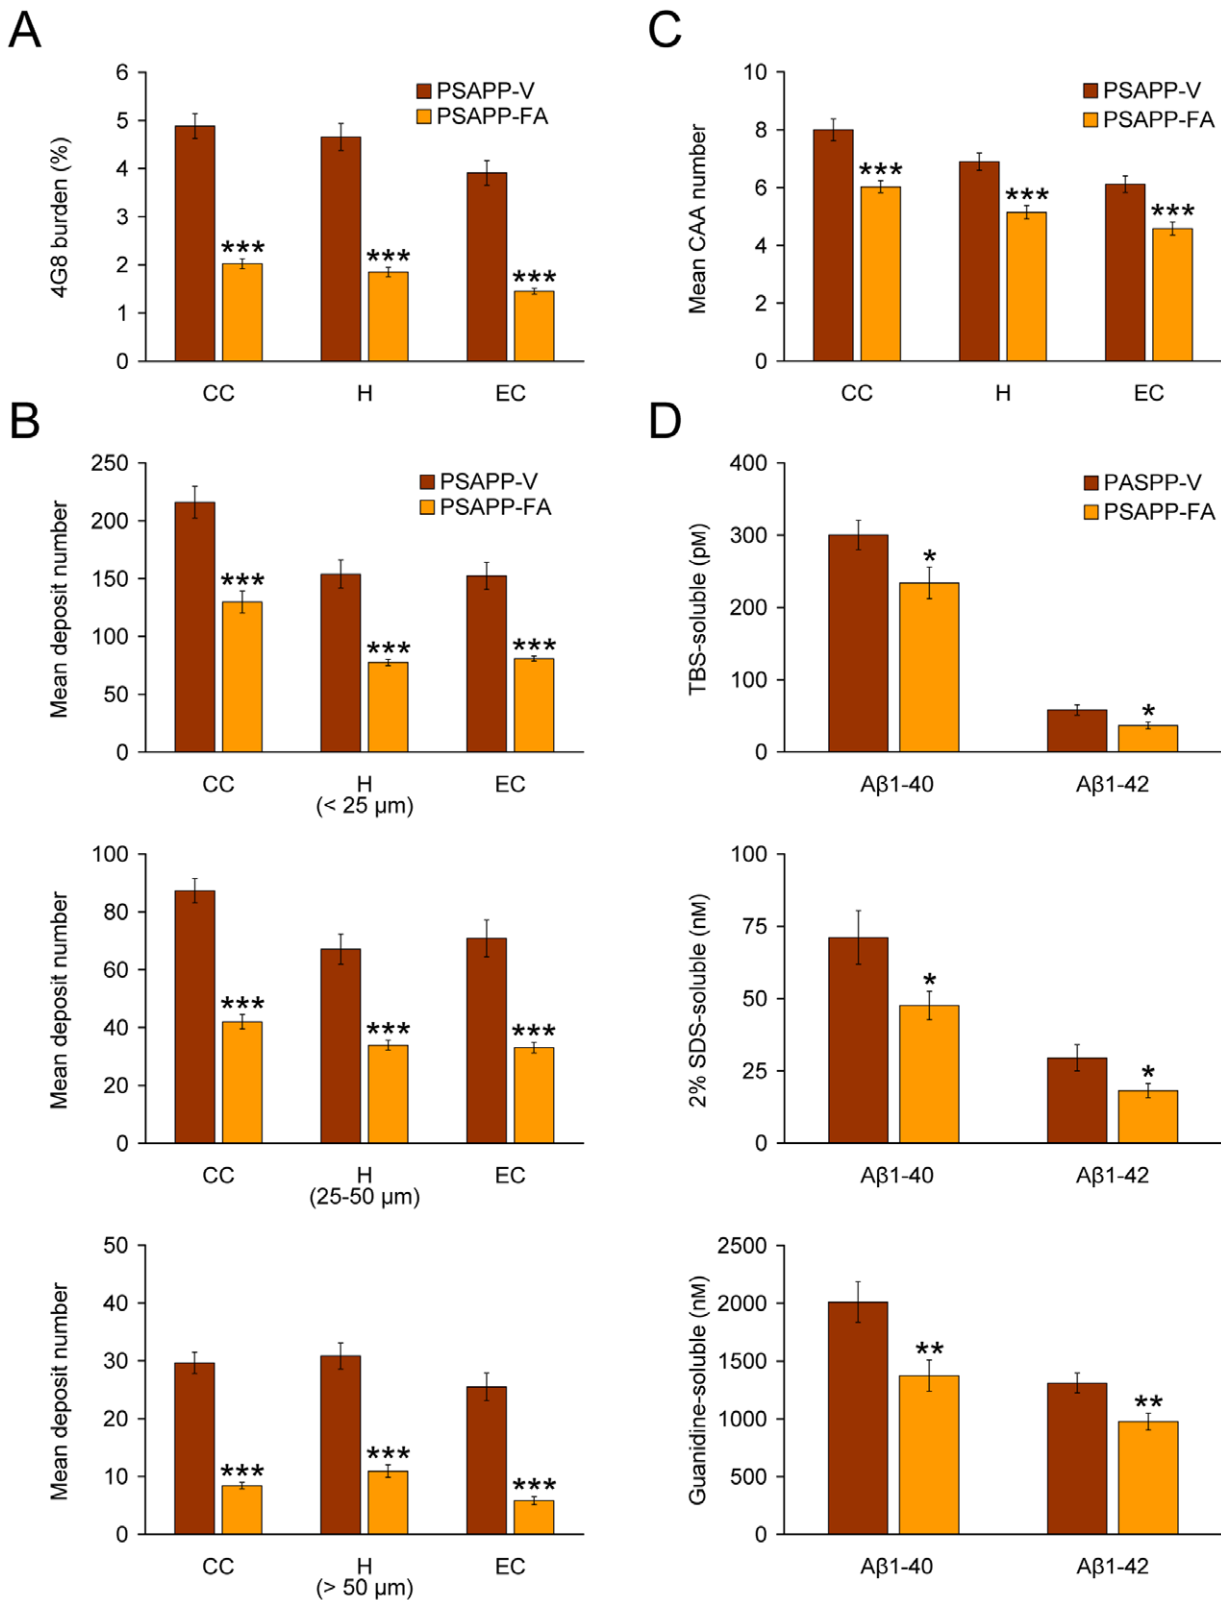 A
6
5
4
3
2
1
0
4G8 burden (%)
PSAPP-V
PSAPP-FA
***
***
***
CC
H
EC
C
10
8
6
4
2
0
Mean CAA number
PSAPP-V
PSAPP-FA
***
***
***
CC
H
EC
B
250
200
150
100
50
0
Mean deposit number
PSAPP-V
PSAPP-FA
***
***
***
CC
H
EC
(< 25 µm)
100
80
60
40
20
0
Mean deposit number
***
***
***
CC
H
EC
(25-50 µm)
50
40
30
20
10
0
Mean deposit number
***
***
***
CC
H
EC
(> 50 µm)
D
400
300
200
100
0
TBS-soluble (pM)
PASPP-V
PSAPP-FA
*
*
Aβ1-40
Aβ1-42
100
75
50
25
0
2% SDS-soluble (nM)
*
*
Aβ1-40
Aβ1-42
2500
2000
1500
1000
500
0
Guanidine-soluble (nM)
**
**
Aβ1-40
Aβ1-42